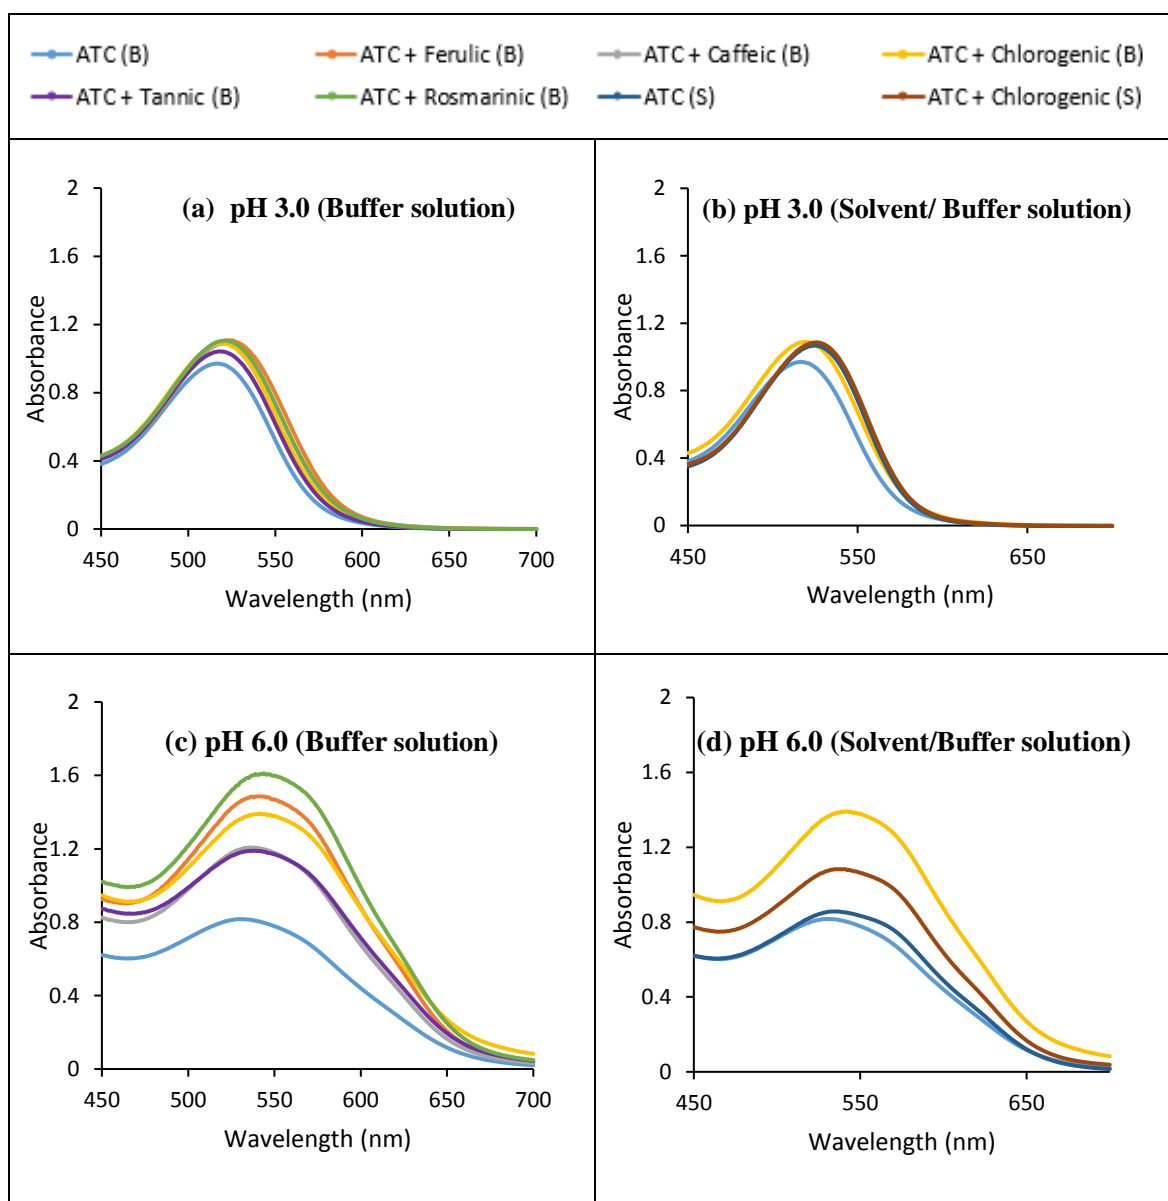 ATC (B) ATC + Ferulic (B) ATC + Caffeic (B) ATC + Chlorogenic (B)
ATC + Tannic (B) ATC + Rosmarinic (B) ATC (S) ATC + Chlorogenic (S)
(a) pH 3.0 (Buffer solution)
Absorbance
2
1.6
1.2
0.8
0.4
0
450 500 550 600 650 700
Wavelength (nm)
(b) pH 3.0 (Solvent/ Buffer solution)
Absorbance
2
1.6
1.2
0.8
0.4
0
450 550 650
Wavelength (nm)
(c) pH 6.0 (Buffer solution)
Absorbance
2
1.6
1.2
0.8
0.4
0
450 500 550 600 650 700
Wavelength (nm)
(d) pH 6.0 (Solvent/Buffer solution)
Absorbance
2
1.6
1.2
0.8
0.4
0
450 550 650
Wavelength (nm)